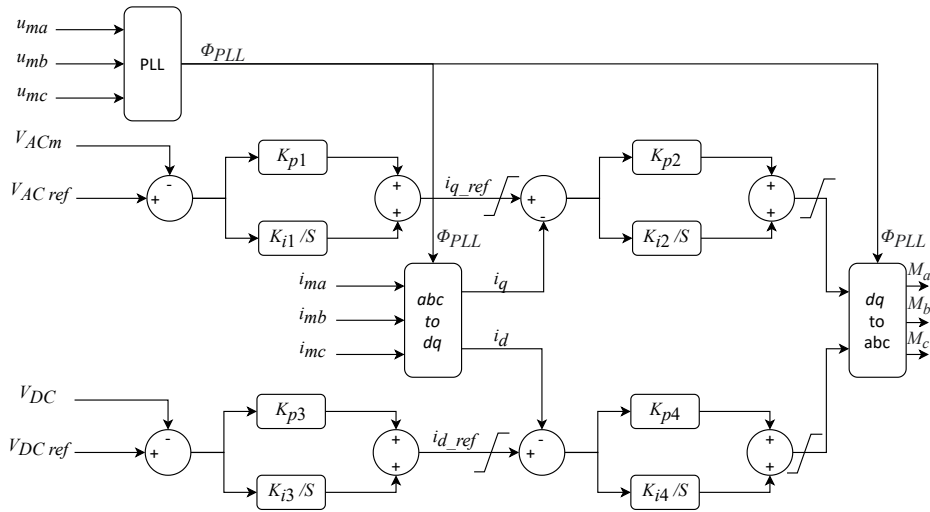 u_ma
u_mb
u_mc
PLL
Φ_PLL
V_ACm
V_AC ref
-
+
K_p1
K_i1 /S
+
+
i_q_ref
+
-
K_p2
K_i2 /S
+
+
Φ_PLL
Φ_PLL
i_ma
i_mb
i_mc
abc
to
dq
i_q
i_d
dq
to
abc
M_a
M_b
M_c
V_DC
V_DC ref
-
+
K_p3
K_i3 /S
+
+
i_d_ref
-
+
K_p4
K_i4 /S
+
+